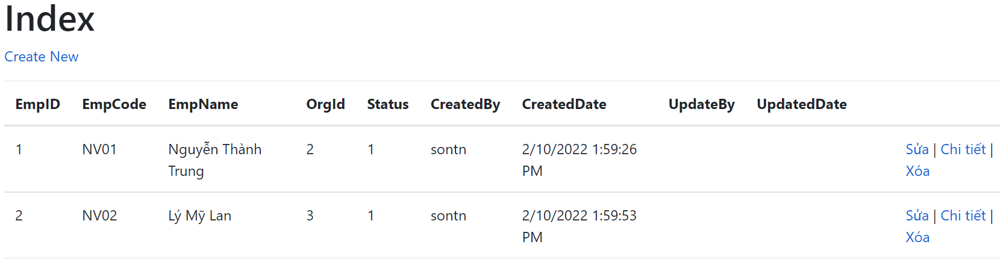 Index
Create New
EmpID EmpCode EmpName OrgId Status CreatedBy CreatedDate UpdateBy UpdatedDate
1 NV01 Nguyễn Thành 2 1 sontn 2/10/2022 1:59:26 Sửa | Chi tiết |
Trung PM Xóa
2 NV02 Lý Mỹ Lan 3 1 sontn 2/10/2022 1:59:53 Sửa | Chi tiết |
PM Xóa